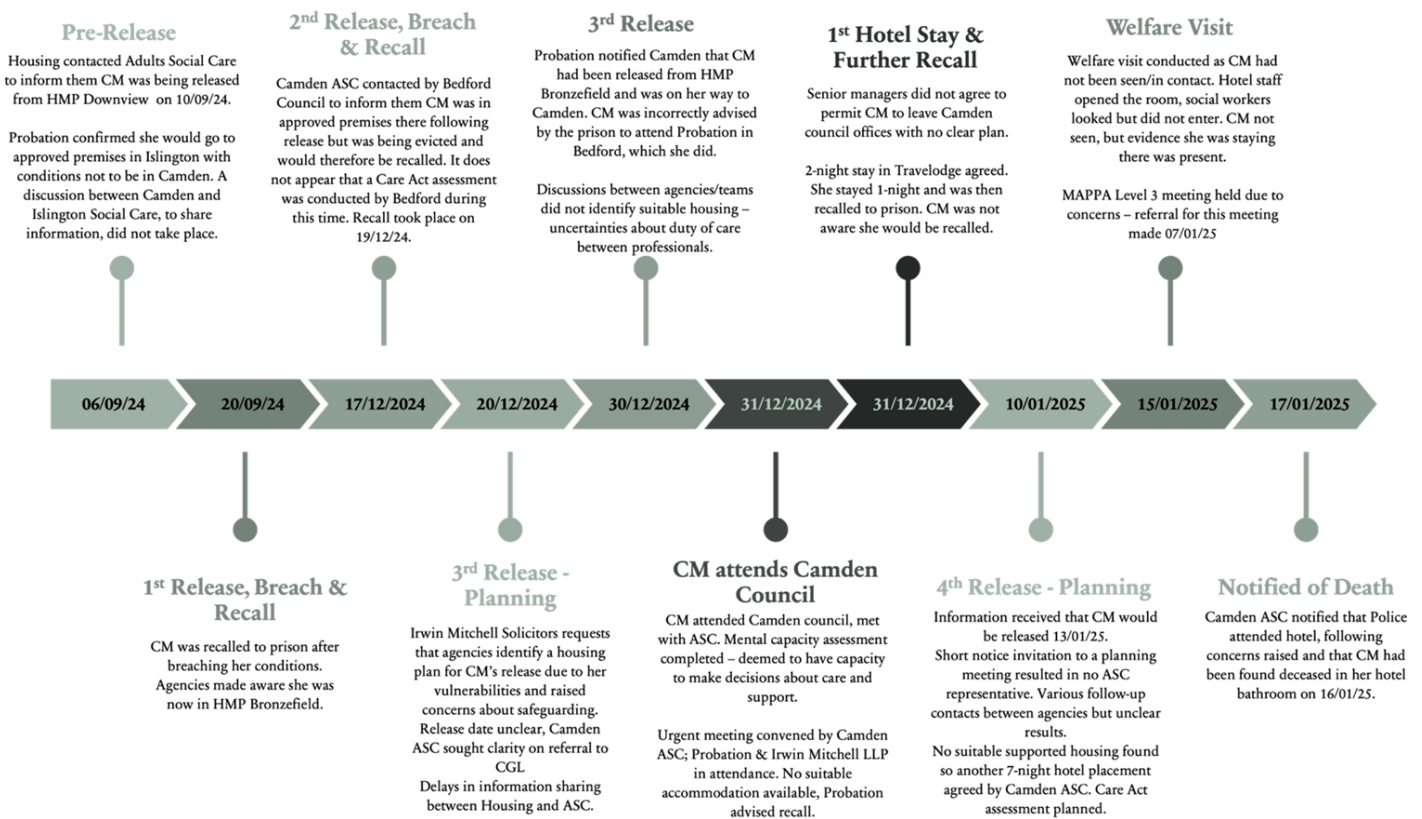 Pre-Release
Housing contacted Adults Social Care
to inform them CM was being released
from HMP Downview on 10/09/24.
Probation confirmed she would go to
approved premises in Islington with
conditions not to be in Camden. A
discussion between Camden and
Islington Social Care, to share
information, did not take place.
2nd Release, Breach
& Recall
Camden ASC contacted by Bedford
Council to inform them CM was in
approved premises there following
release but was being evicted and
would therefore be recalled. It does
not appear that a Care Act assessment
was conducted by Bedford during
this time. Recall took place on
19/12/24.
3rd Release
Probation notified Camden that CM
had been released from HMP
Bronzefield and was on her way to
Camden. CM was incorrectly advised
by the prison to attend Probation in
Bedford, which she did.
Discussions between agencies/teams
did not identify suitable housing –
uncertainties about duty of care
between professionals.
1st Hotel Stay &
Further Recall
Senior managers did not agree to
permit CM to leave Camden
council offices with no clear plan.
2-night stay in Travelodge agreed.
She stayed 1-night and was then
recalled to prison. CM was not
aware she would be recalled.
Welfare Visit
Welfare visit conducted as CM had
not been seen/in contact. Hotel staff
opened the room, social workers
looked but did not enter. CM not
seen, but evidence she was staying
there was present.
MAPPA Level 3 meeting held due to
concerns – referral for this meeting
made 07/01/25
06/09/24
20/09/24
17/12/2024
20/12/2024
30/12/2024
31/12/2024
31/12/2024
10/01/2025
15/01/2025
17/01/2025
1st Release, Breach &
Recall
CM was recalled to prison after
breaching her conditions.
Agencies made aware she was
now in HMP Bronzefield.
3rd Release -
Planning
Irwin Mitchell Solicitors requests
that agencies identify a housing
plan for CM's release due to her
vulnerabilities and raised
concerns about safeguarding.
Release date unclear, Camden
ASC sought clarity on referral to
CGL
Delays in information sharing
between Housing and ASC.
CM attends Camden
Council
CM attended Camden council, met
with ASC. Mental capacity assessment
completed – deemed to have capacity
to make decisions about care and
support.
Urgent meeting convened by Camden
ASC; Probation & Irwin Mitchell LLP
in attendance. No suitable
accommodation available, Probation
advised recall.
4th Release - Planning
Information received that CM would
be released 13/01/25.
Short notice invitation to a planning
meeting resulted in no ASC
representative. Various follow-up
contacts between agencies but unclear
results.
No suitable supported housing found
so another 7-night hotel placement
agreed by Camden ASC. Care Act
assessment planned.
Notified of Death
Camden ASC notified that Police
attended hotel, following
concerns raised and that CM had
been found deceased in her hotel
bathroom on 16/01/25.